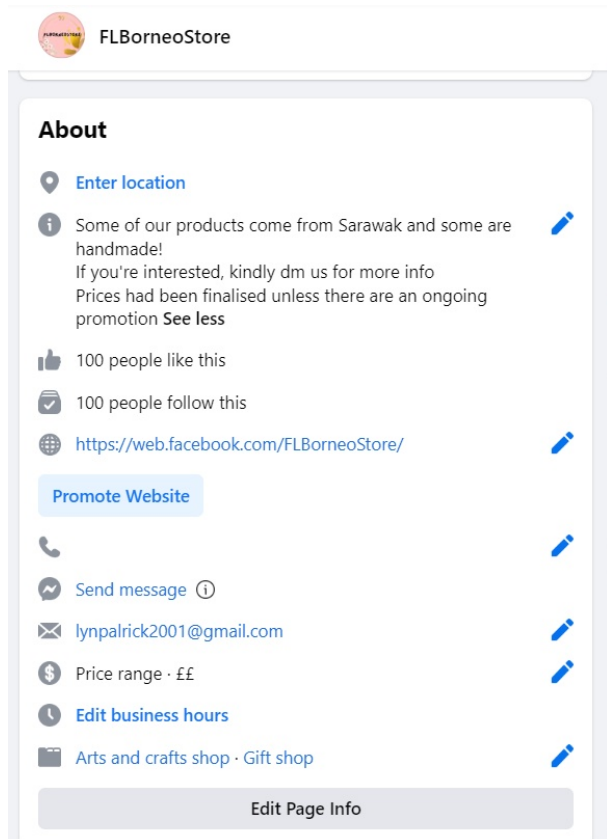 FLBorneoStore
About
Enter location
Some of our products come from Sarawak and some are
handmade!
If you're interested, kindly dm us for more info
Prices had been finalised unless there are an ongoing
promotion See less
100 people like this
100 people follow this
https://web.facebook.com/FLBorneoStore/
Promote Website
Send message
lynpalrick2001@gmail.com
Price range · ££
Edit business hours
Arts and crafts shop · Gift shop
Edit Page Info